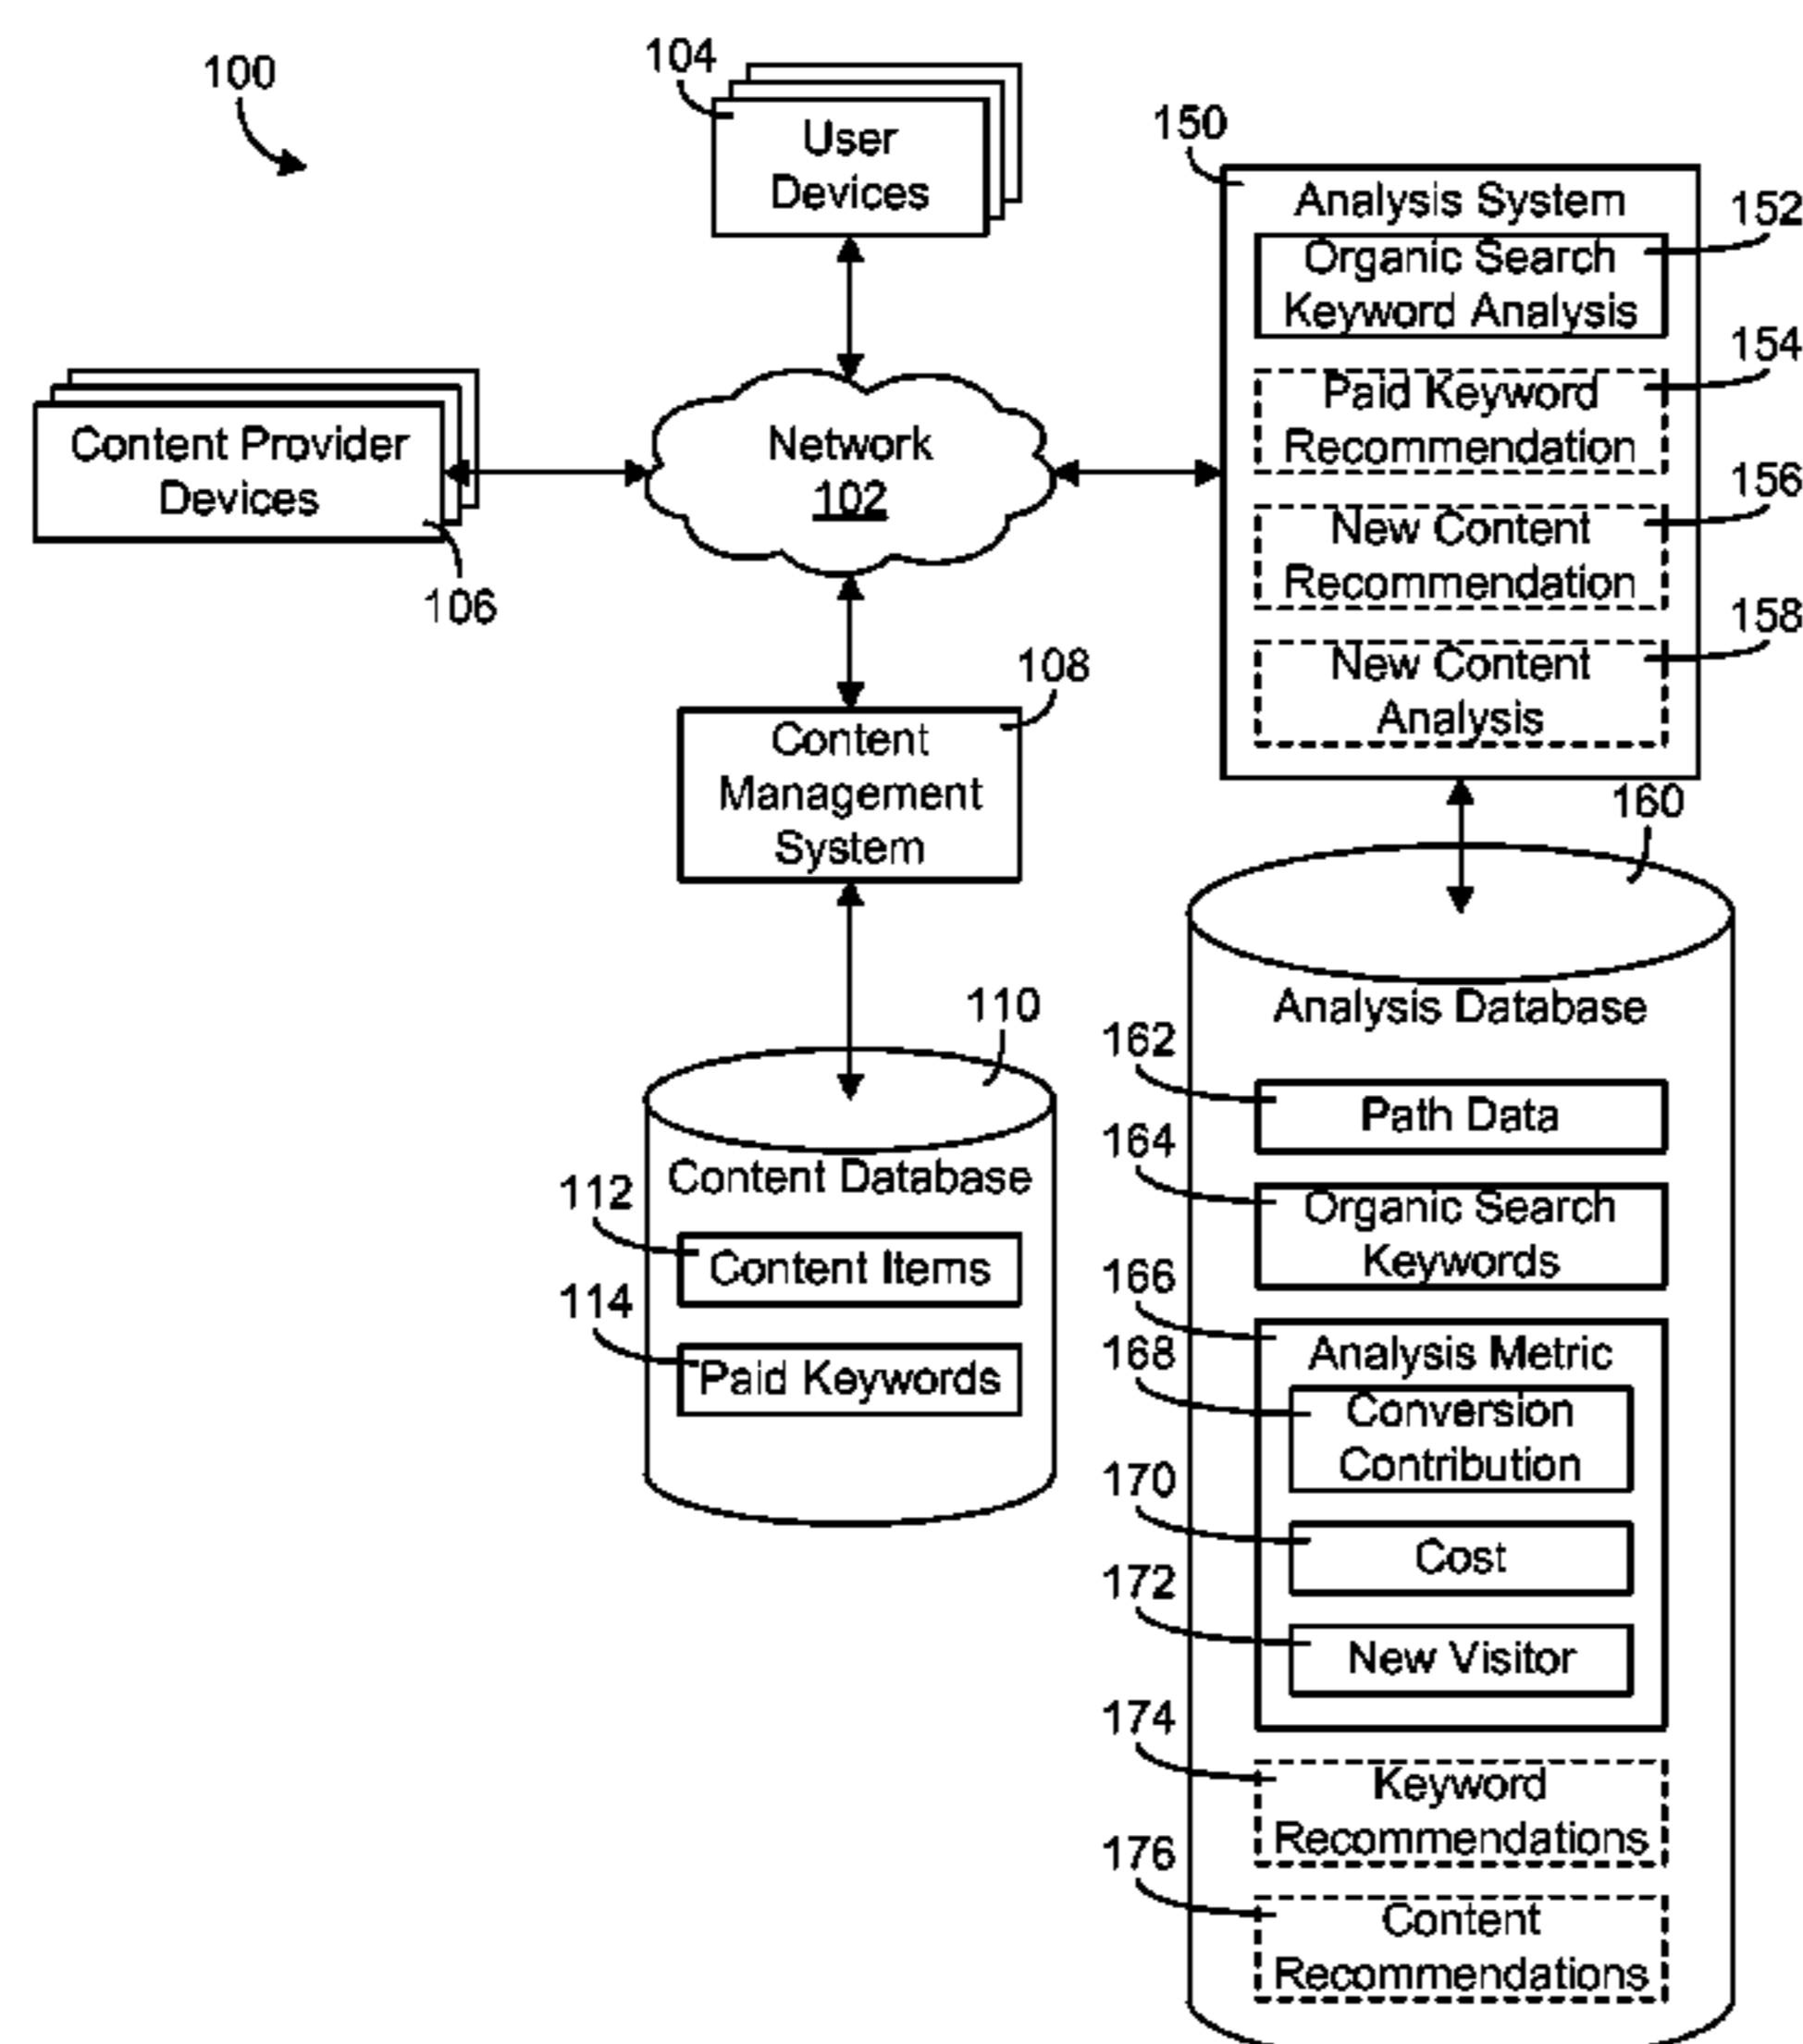 100
104
User
Devices
150
Analysis System
152
Organic Search
Keyword Analysis
154
Paid Keyword
Recommendation
156
New Content
Recommendation
158
New Content
Analysis
Content Provider
Devices
106
Network
102
108
Content
Management
System
110
Content Database
112
Content Items
114
Paid Keywords
160
Analysis Database
162
Path Data
164
Organic Search
Keywords
166
Analysis Metric
168
Conversion
Contribution
170
Cost
172
New Visitor
174
Keyword
Recommendations
176
Content
Recommendations